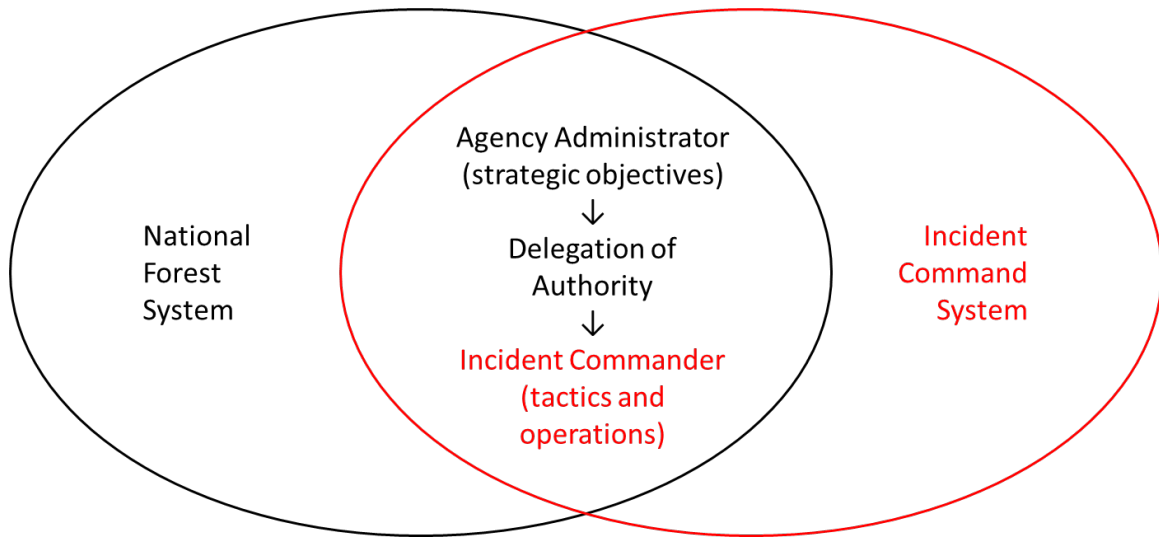 National
Forest
System
Agency Administrator
(strategic objectives)
↓
Delegation of
Authority
↓
Incident Commander
(tactics and
operations)
Incident
Command
System